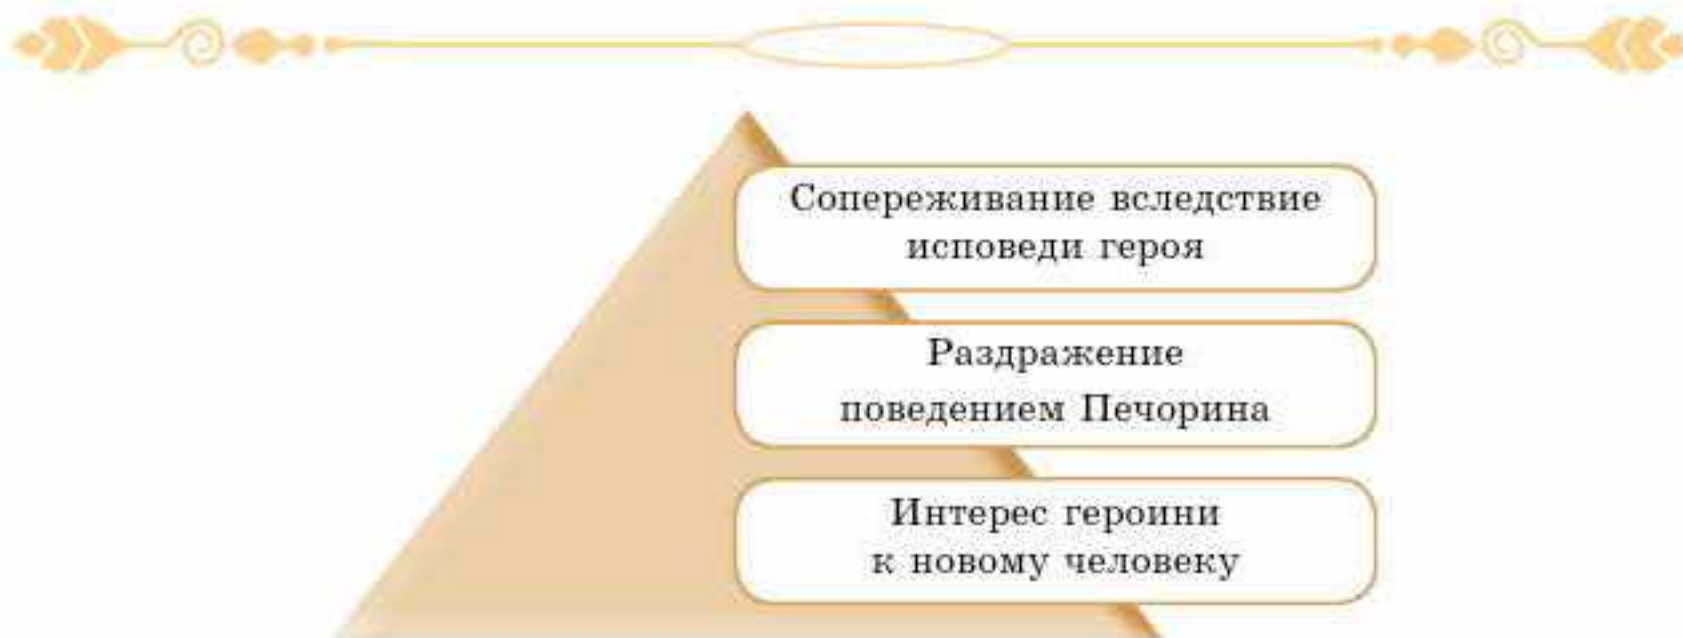 Сопереживание вследствие
исповеди героя
Раздражение
поведением Печорина
Интерес героини
к новому человеку